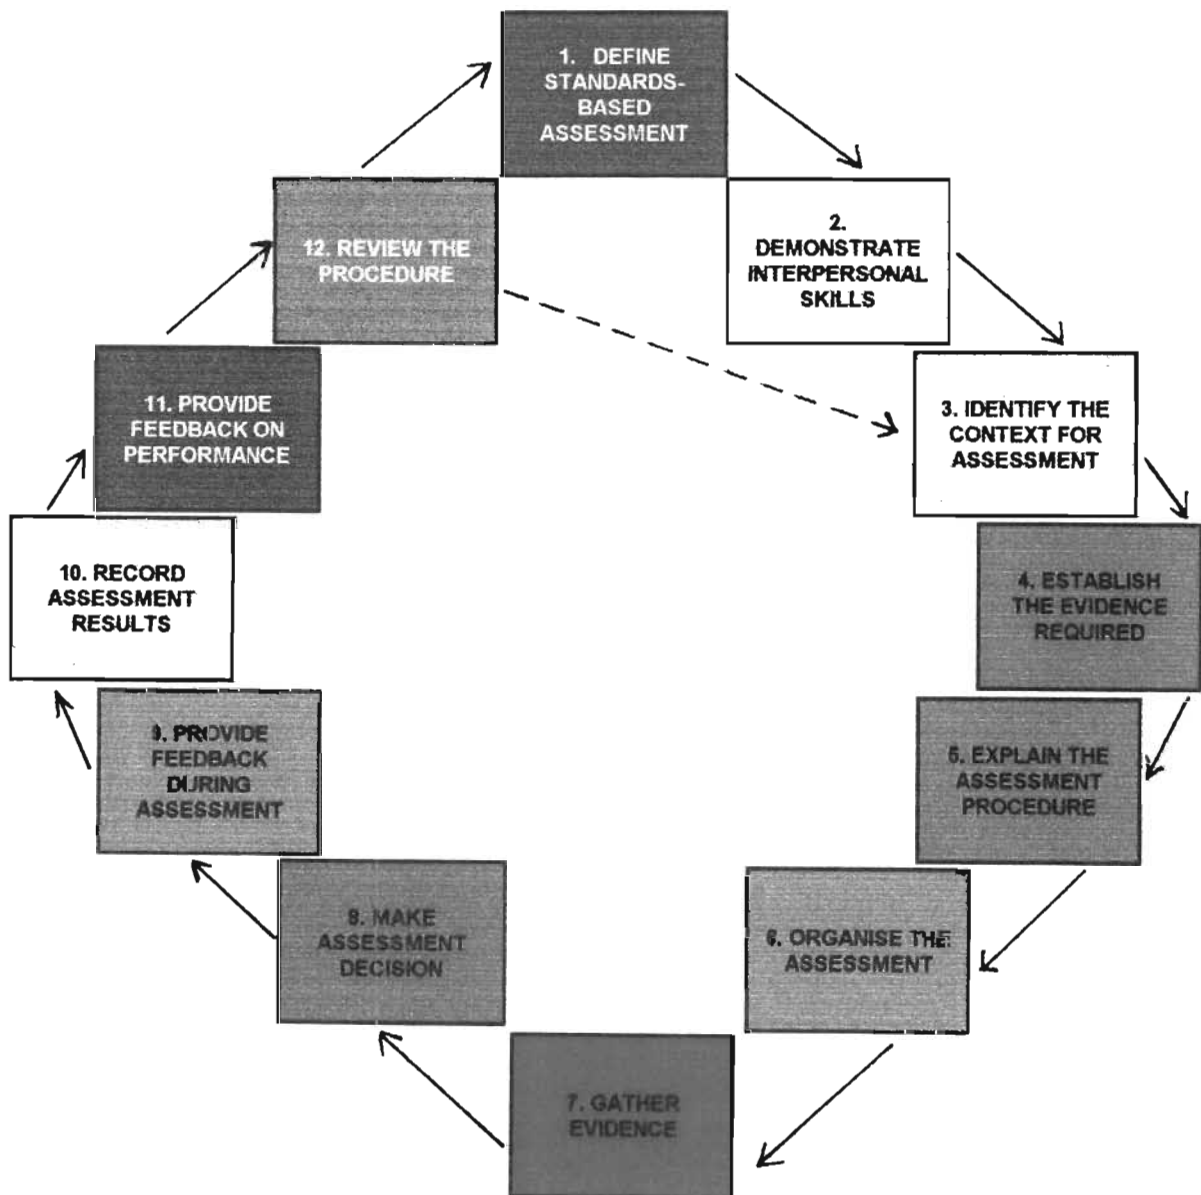 1. DEFINE
STANDARDS-
BASED
ASSESSMENT
2.
DEMONSTRATE
INTERPERSONAL
SKILLS
3. IDENTIFY THE
CONTEXT FOR
ASSESSMENT
4. ESTABLISH
THE EVIDENCE
REQUIRED
5. EXPLAIN THE
ASSESSMENT
PROCEDURE
6. ORGANISE THE
ASSESSMENT
7. GATHER
EVIDENCE
8. MAKE
ASSESSMENT
DECISION
9. PROVIDE
FEEDBACK
DURING
ASSESSMENT
10. RECORD
ASSESSMENT
RESULTS
11. PROVIDE
FEEDBACK ON
PERFORMANCE
12. REVIEW THE
PROCEDURE